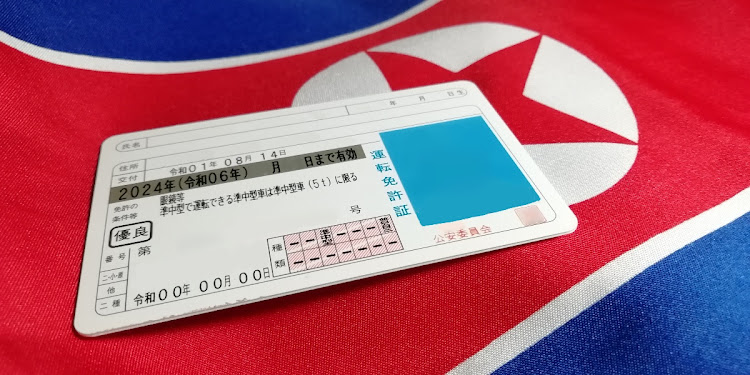 氏名
年 月 日生
住所
交付 令和01年08月14日
2024年(令和06年) 月 日まで有効
免許の
条件等
眼鏡等
準中型で運転できる準中型車は準中型車(5t)に限る
優良
番号 第 号
二・小・原
他
二種
令和00年00月00日
種類
準中型
運転免許証
公安委員会